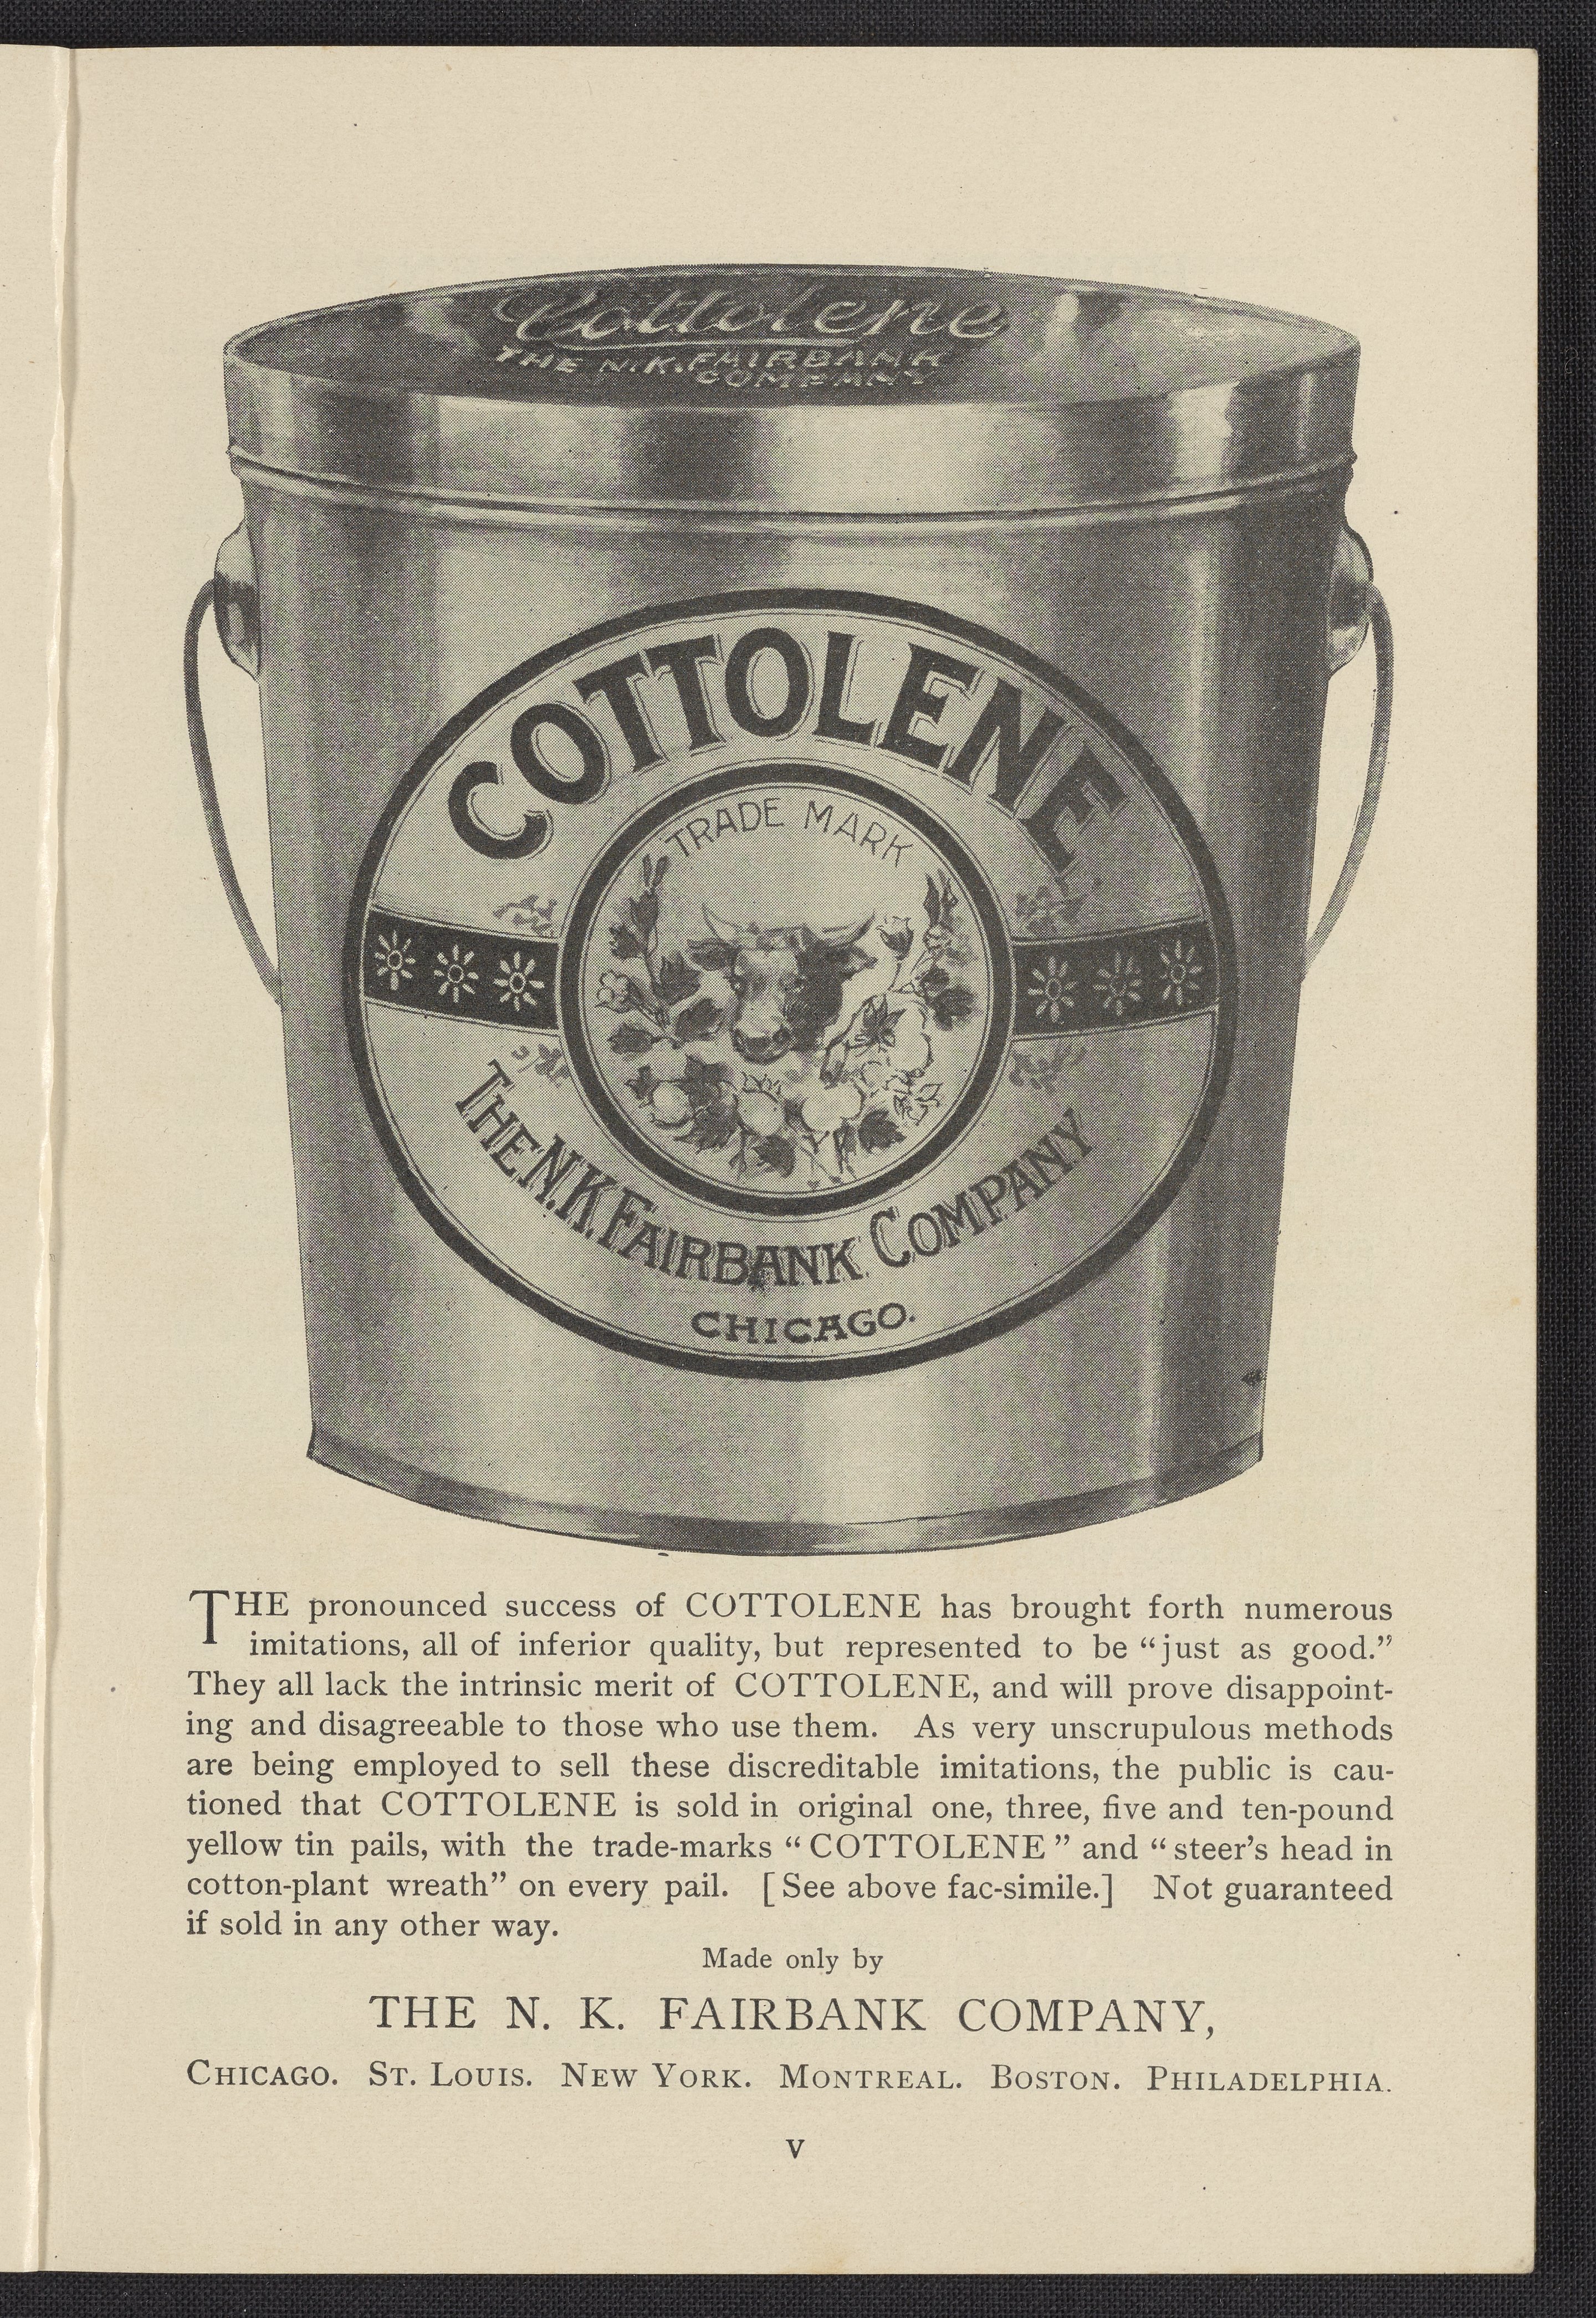 Cottolene
THE N.K. FAIRBANK
COMPANY
COTTOLENE
TRADE MARK
THE N.K. FAIRBANK COMPANY
CHICAGO.
THE pronounced success of COTTOLENE has brought forth numerous
imitations, all of inferior quality, but represented to be “just as good.”
They all lack the intrinsic merit of COTTOLENE, and will prove disappoint-
ing and disagreeable to those who use them. As very unscrupulous methods
are being employed to sell these discreditable imitations, the public is cau-
tioned that COTTOLENE is sold in original one, three, five and ten-pound
yellow tin pails, with the trade-marks “COTTOLENE” and “steer’s head in
cotton-plant wreath” on every pail. [See above fac-simile.] Not guaranteed
if sold in any other way.
Made only by
THE N. K. FAIRBANK COMPANY,
CHICAGO. ST. LOUIS. NEW YORK. MONTREAL. BOSTON. PHILADELPHIA.
v